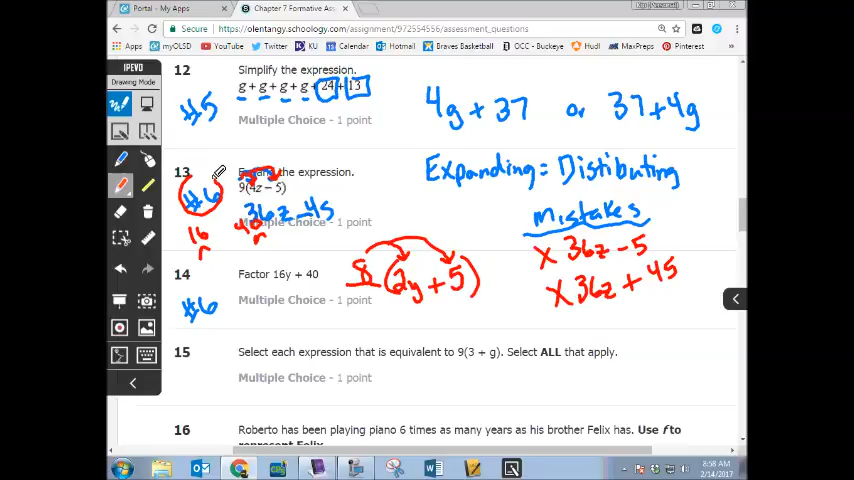 Portal - My Apps
Chapter 7 Formative Ass
Secure
https://olentangy.schoology.com/assignment/972554556/assessment_questions
Apps
myOLSD
YouTube
Twitter
KU
Calendar
Hotmail
Braves Basketball
OCC - Buckeye
Hudl
MaxPreps
Pinterest
IPEVO
Drawing Mode
12
Simplify the expression.
g + g + g + g + 24 + 13
#5
4g + 37 or 37 + 4g
Multiple Choice - 1 point
Expanding = Distibuting
13
Expand the expression.
9(4z – 5)
#6
36z - 45
Multiple Choice - 1 point
mistakes
x 36z - 5
x 36z + 45
16
40
14
Factor 16y + 40
8(2y + 5)
#6
Multiple Choice - 1 point
15
Select each expression that is equivalent to 9(3 + g). Select ALL that apply.
Multiple Choice - 1 point
16
Roberto has been playing piano 6 times as many years as his brother Felix has. Use f to
represent Felix
8:58 AM
2/14/2017